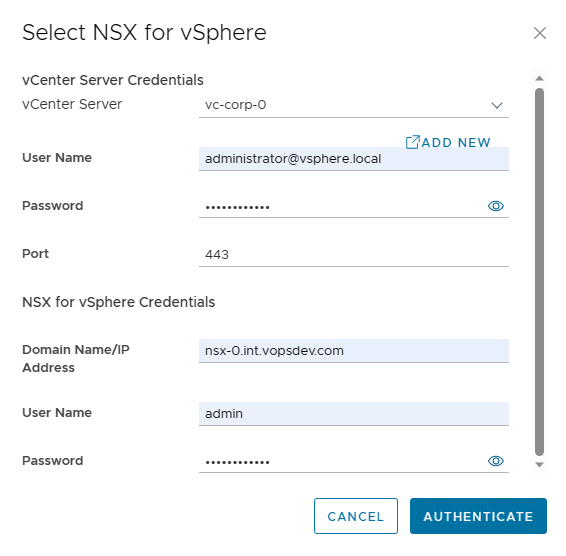 Select NSX for vSphere
vCenter Server Credentials
vCenter Server vc-corp-0
ADD NEW
User Name administrator@vsphere.local
Password ••••••••••••
Port 443
NSX for vSphere Credentials
Domain Name/IP
Address nsx-0.int.vopsdev.com
User Name admin
Password ••••••••••••
CANCEL AUTHENTICATE